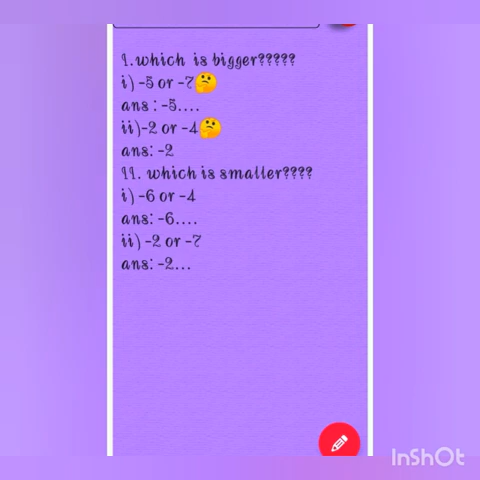 I.which is bigger?????
i) -5 or -7🤔
ans : -5....
ii)-2 or -4🤔
ans: -2
II. which is smaller????
i) -6 or -4
ans: -6....
ii) -2 or -7
ans: -2...
InShOt